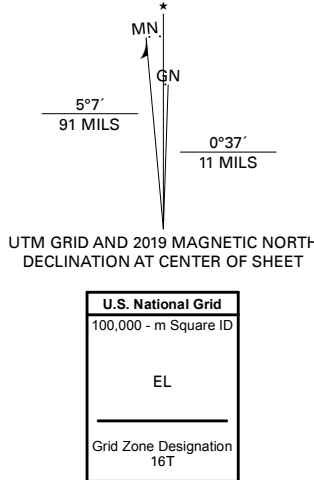 MN
GN
5°7´
91 MILS
0°37´
11 MILS
UTM GRID AND 2019 MAGNETIC NORTH
DECLINATION AT CENTER OF SHEET
U.S. National Grid
100,000 - m Square ID
EL
Grid Zone Designation
16T